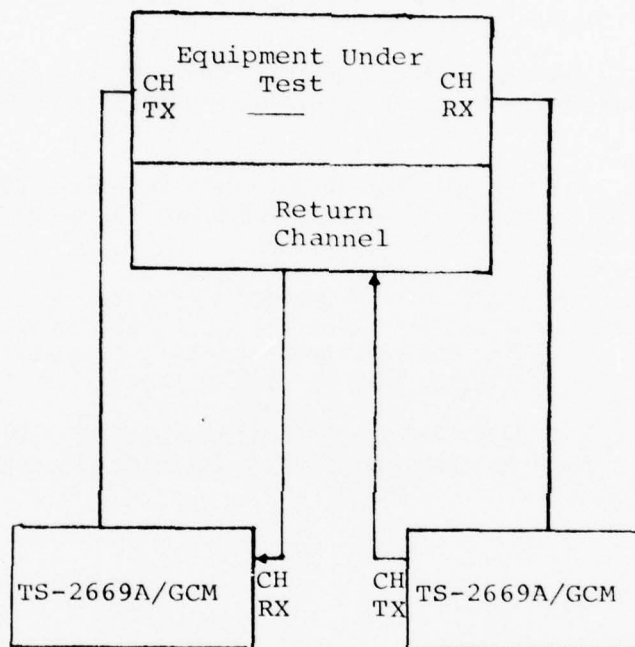 Equipment Under
Test
CH
TX
CH
RX
Return
Channel
TS-2669A/GCM
CH
RX
CH
TX
TS-2669A/GCM